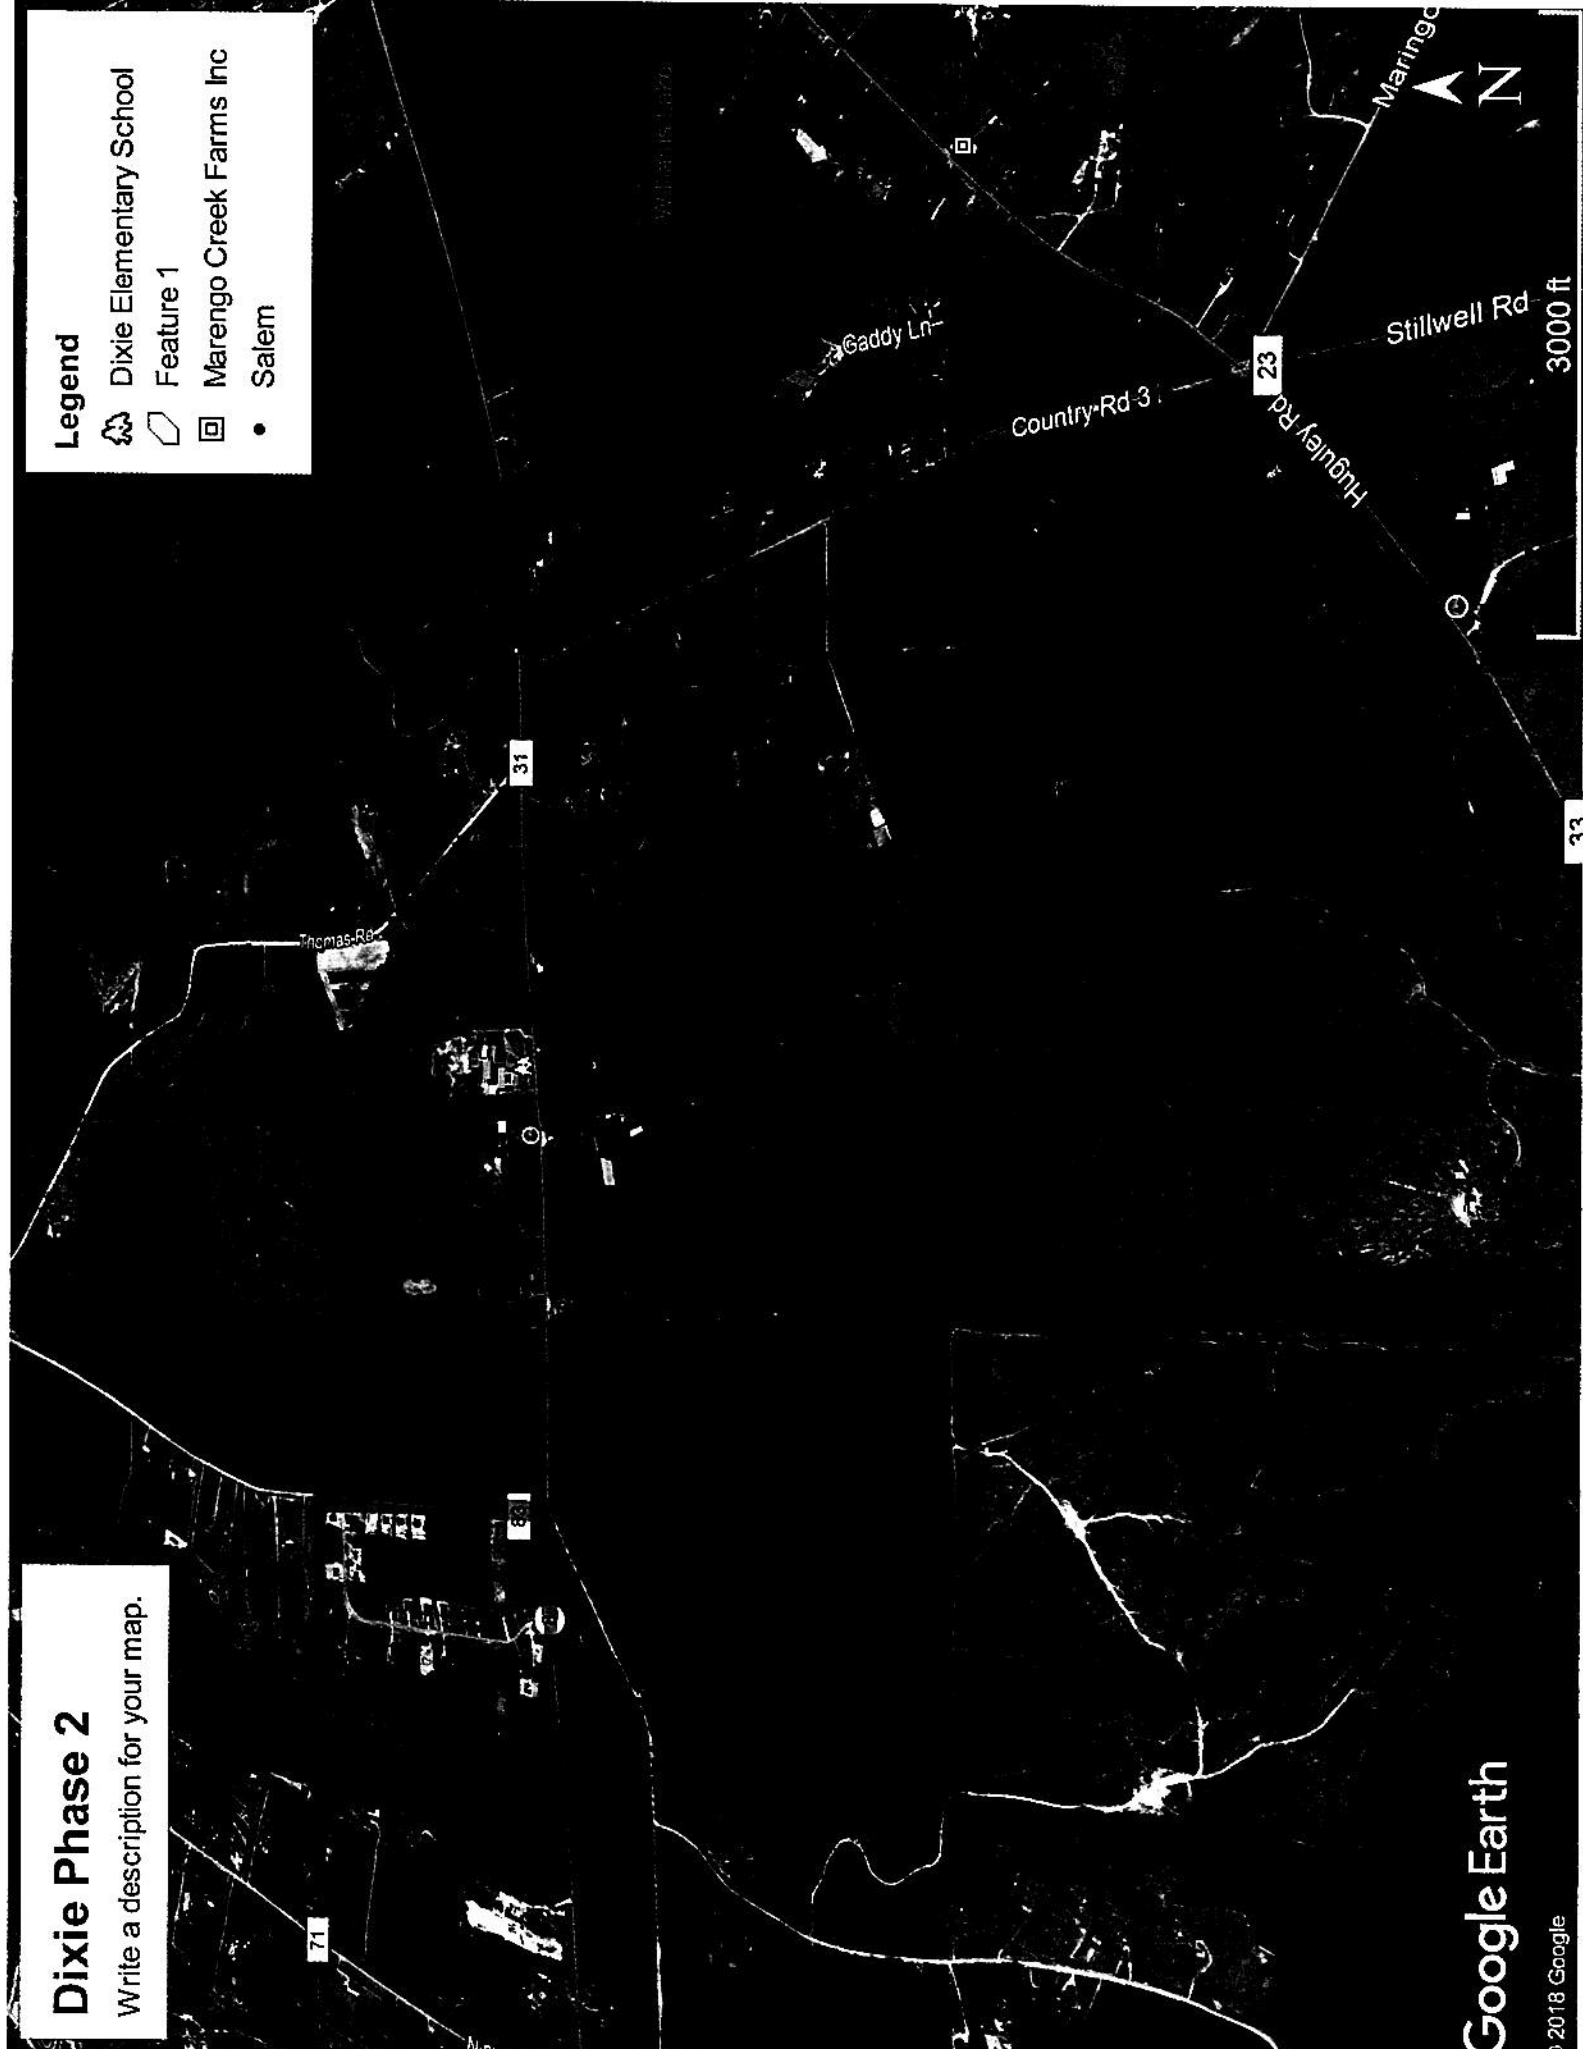 Dixie Phase 2
Write a description for your map.
Legend
Dixie Elementary School
Feature 1
Marengo Creek Farms Inc
Salem
71
31
Thomas Rd
Gaddy Ln
Country Rd 3
23
Huguley Rd
Stillwell Rd
Maringo
33
N
3000 ft
Google Earth
2018 Google